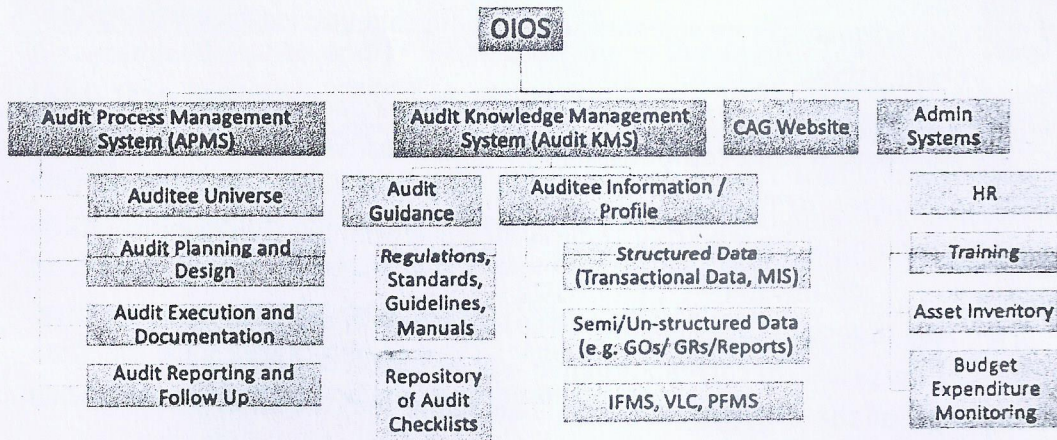 OIOS
Audit Process Management
System (APMS)
Audit Knowledge Management
System (Audit KMS)
CAG Website
Admin
Systems
Auditee Universe
Audit Planning and
Design
Audit Execution and
Documentation
Audit Reporting and
Follow Up
Audit
Guidance
Regulations,
Standards,
Guidelines,
Manuals
Repository
of Audit
Checklists
Auditee Information /
Profile
Structured Data
(Transactional Data, MIS)
Semi/Un-structured Data
(e.g: GOs/ GRs/Reports)
IFMS, VLC, PFMS
HR
Training
Asset Inventory
Budget
Expenditure
Monitoring